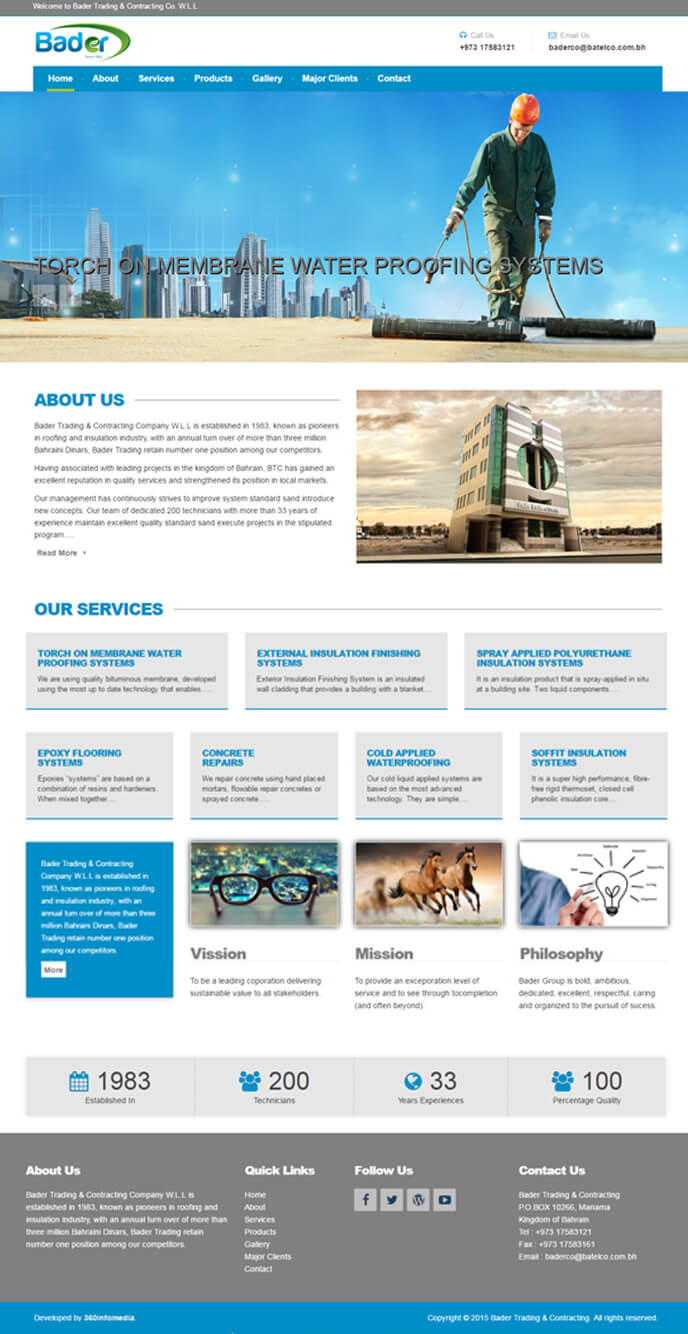 Welcome to Bader Trading & Contracting Co. W.L.L
Bader
Call Us
+973 17583121
Email Us
baderco@batelco.com.bh
Home
About
Services
Products
Gallery
Major Clients
Contact
TORCH ON MEMBRANE WATER PROOFING SYSTEMS
ABOUT US
Bader Trading & Contracting Company W.L.L is established in 1983, known as pioneers
in roofing and insulation industry, with an annual turn over of more than three million
Bahraini Dinars, Bader Trading retain number one position among our competitors.
Having associated with leading projects in the kingdom of Bahrain, BTC has gained an
excellent reputation in quality services and strengthened its position in local markets.
Our management has continuously strives to improve system standard sand introduce
new concepts. Our team of dedicated 200 technicians with more than 33 years of
experience maintain excellent quality standard sand execute projects in the stipulated
program.....
Read More
OUR SERVICES
TORCH ON MEMBRANE WATER
PROOFING SYSTEMS
We are using quality bituminous membrane, developed
using the most up to date technology that enables.....
EXTERNAL INSULATION FINISHING
SYSTEMS
Exterior Insulation Finishing System is an insulated
wall cladding that provides a building with a blanket....
SPRAY APPLIED POLYURETHANE
INSULATION SYSTEMS
It is an insulation product that is spray-applied in situ
at a building site. Two liquid components....
EPOXY FLOORING
SYSTEMS
Epoxies “systems” are based on a
combination of resins and hardeners.
When mixed together....
CONCRETE
REPAIRS
We repair concrete using hand placed
mortars, flowable repair concretes or
sprayed concrete.....
COLD APPLIED
WATERPROOFING
Our cold liquid applied systems are
based on the most advanced
technology. They are simple....
SOFFIT INSULATION
SYSTEMS
It is a super high performance, fibre-
free rigid thermoset, closed cell
phenolic insulation core....
Bader Trading & Contracting
Company W.L.L is established in
1983, known as pioneers in roofing
and insulation industry, with an
annual turn over of more than three
million Bahraini Dinars, Bader
Trading retain number one position
among our competitors.
More
Vission
To be a leading coporation delivering
sustainable value to all stakeholders
Mission
To provide an exceporation level of
service and to see through tocompletion
(and often beyond)
Philosophy
Bader Group is bold, ambitious,
dedicated, excellent, respectful, caring
and organized to the pursuit of sucess.
1983
Established In
200
Technicians
33
Years Experiences
100
Percentage Quality
About Us
Bader Trading & Contracting Company W.L.L is
established in 1983, known as pioneers in roofing and
insulation industry, with an annual turn over of more than
three million Bahraini Dinars, Bader Trading retain
number one position among our competitors.
Quick Links
Home
About
Services
Products
Gallery
Major Clients
Contact
Follow Us
Contact Us
Bader Trading & Contracting
P.O.BOX 10266, Manama
Kingdom of Bahrain
Tel : +973 17583121
Fax : +973 17583161
Email : baderco@batelco.com.bh
Developed by 360infomedia.
Copyright © 2015 Bader Trading & Contracting. All rights reserved.